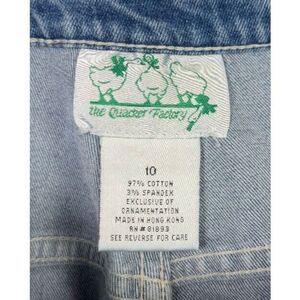 the Quacker Factory
10
97% COTTON
3% SPANDEX
EXCLUSIVE OF
ORNAMENTATION
MADE IN HONG KONG
RN# 81893
SEE REVERSE FOR CARE